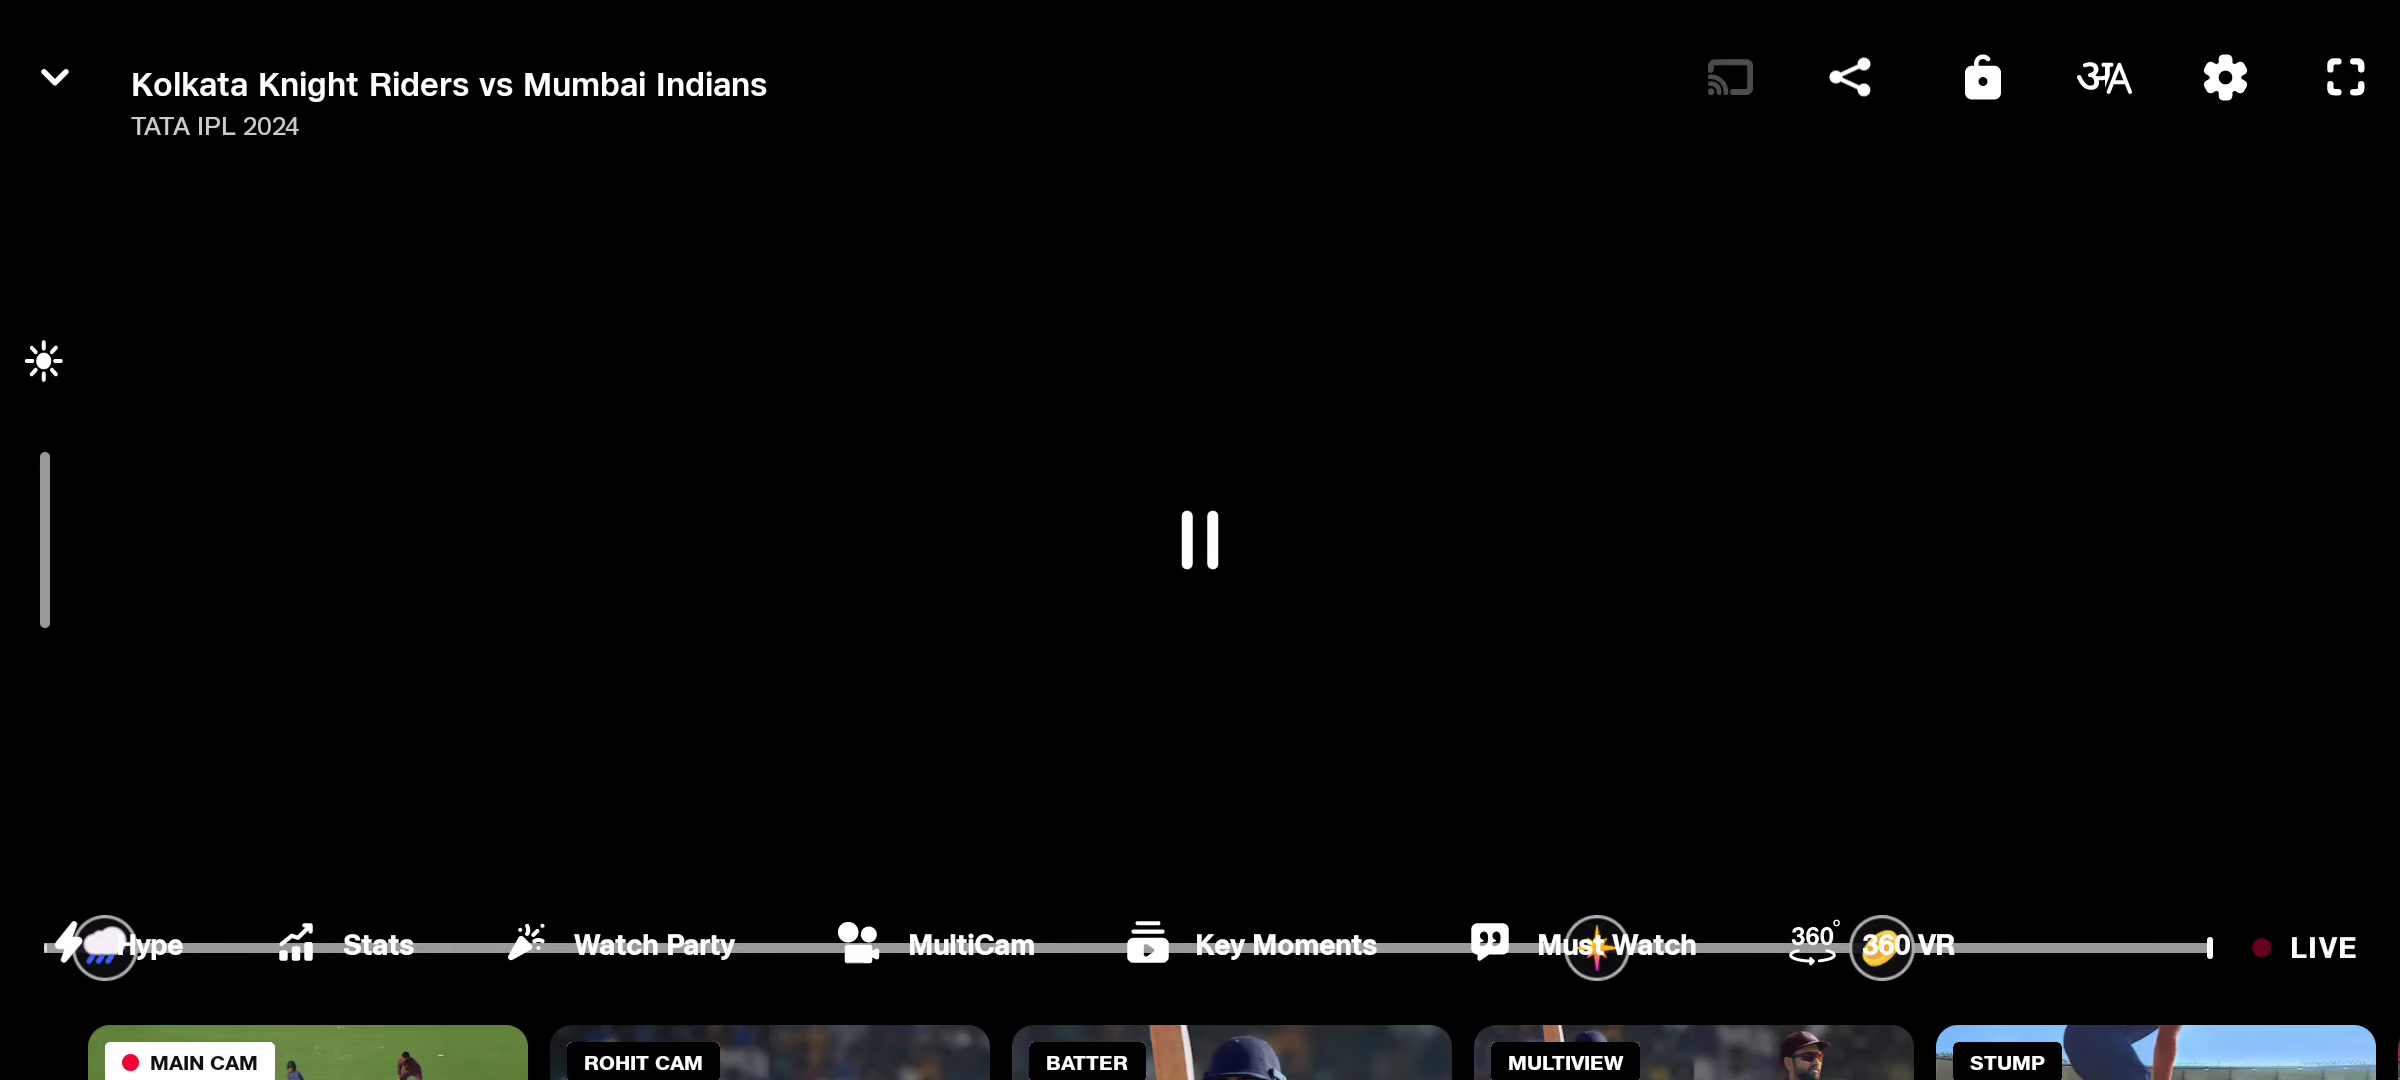 Kolkata Knight Riders vs Mumbai Indians
TATA IPL 2024
अA
Hype
Stats
Watch Party
MultiCam
Key Moments
Must Watch
360°
360 VR
LIVE
MAIN CAM
ROHIT CAM
BATTER
MULTIVIEW
STUMP